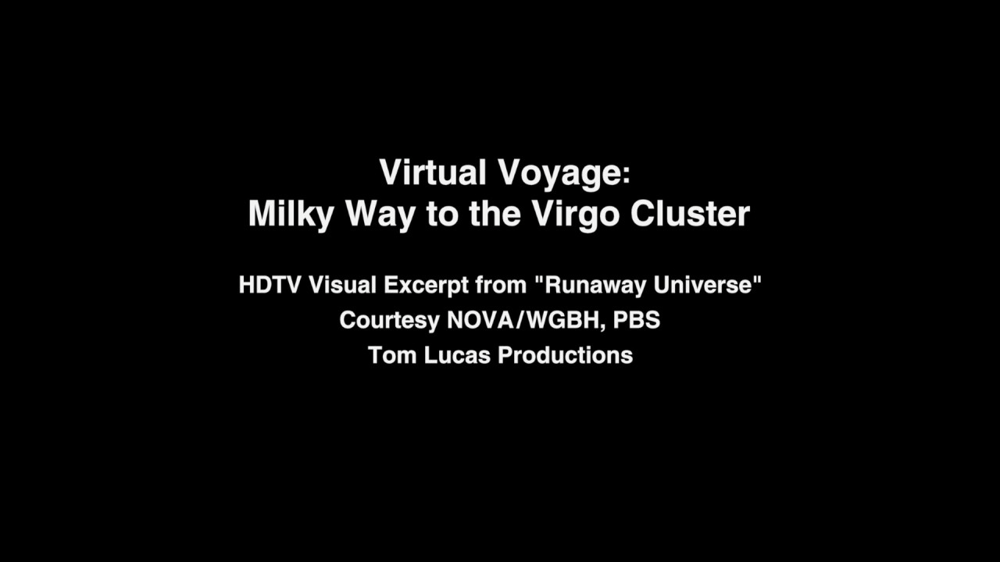 Virtual Voyage:
Milky Way to the Virgo Cluster
HDTV Visual Excerpt from "Runaway Universe"
Courtesy NOVA/WGBH, PBS
Tom Lucas Productions